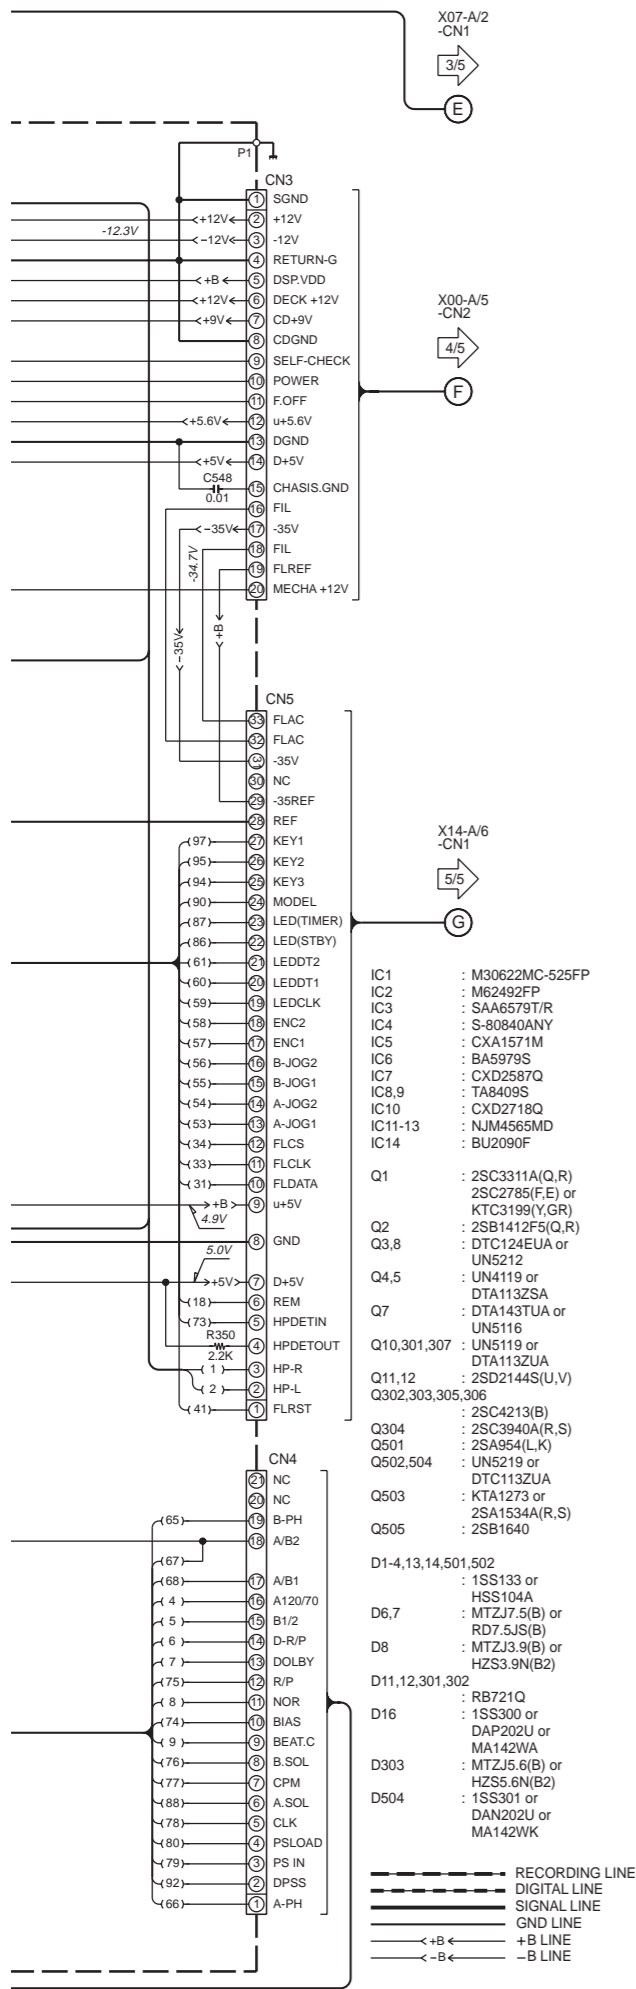 X07-A/2
-CN1
3/5
E
P1
CN3
1 SGND
<+12V< 2 +12V
-12.3V
<−12V< 3 -12V
4 RETURN-G
<+B< 5 DSP.VDD
<+12V< 6 DECK +12V
<+9V< 7 CD+9V
8 CDGND
9 SELF-CHECK
10 POWER
11 F.OFF
<+5.6V< 12 u+5.6V
13 DGND
<+5V< 14 D+5V
C548
0.01
15 CHASIS.GND
16 FIL
<−35V< 17 -35V
18 FIL
19 FLREF
20 MECHA +12V
-34.7V
<−35V<
<+B<
X00-A/5
-CN2
4/5
F
CN5
33 FLAC
32 FLAC
31 -35V
30 NC
29 -35REF
28 REF
(97) 27 KEY1
(95) 26 KEY2
(94) 25 KEY3
(90) 24 MODEL
(87) 23 LED(TIMER)
(86) 22 LED(STBY)
(61) 21 LEDDT2
(60) 20 LEDDT1
(59) 19 LEDCLK
(58) 18 ENC2
(57) 17 ENC1
(56) 16 B-JOG2
(55) 15 B-JOG1
(54) 14 A-JOG2
(53) 13 A-JOG1
(34) 12 FLCS
(33) 11 FLCLK
(31) 10 FLDATA
>+B> 9 u+5V
4.9V
8 GND
5.0V
>+5V> 7 D+5V
(18) 6 REM
(73) 5 HPDETIN
R350
2.2K
4 HPDETOUT
(1) 3 HP-R
(2) 2 HP-L
(41) 1 FLRST
X14-A/6
-CN1
5/5
G
CN4
21 NC
20 NC
(65) 19 B-PH
18 A/B2
(67)
(68) 17 A/B1
(4) 16 A120/70
(5) 15 B1/2
(6) 14 D-R/P
(7) 13 DOLBY
(75) 12 R/P
(8) 11 NOR
(74) 10 BIAS
(9) 9 BEAT.C
(76) 8 B.SOL
(77) 7 CPM
(88) 6 A.SOL
(78) 5 CLK
(80) 4 PSLOAD
(79) 3 PS IN
(92) 2 DPSS
(66) 1 A-PH
IC1 : M30622MC-525FP
IC2 : M62492FP
IC3 : SAA6579T/R
IC4 : S-80840ANY
IC5 : CXA1571M
IC6 : BA5979S
IC7 : CXD2587Q
IC8,9 : TA8409S
IC10 : CXD2718Q
IC11-13 : NJM4565MD
IC14 : BU2090F
Q1 : 2SC3311A(Q,R)
2SC2785(F,E) or
KTC3199(Y,GR)
Q2 : 2SB1412F5(Q,R)
Q3,8 : DTC124EUA or
UN5212
Q4,5 : UN4119 or
DTA113ZSA
Q7 : DTA143TUA or
UN5116
Q10,301,307 : UN5119 or
DTA113ZUA
Q11,12 : 2SD2144S(U,V)
Q302,303,305,306
: 2SC4213(B)
Q304 : 2SC3940A(R,S)
Q501 : 2SA954(L,K)
Q502,504 : UN5219 or
DTC113ZUA
Q503 : KTA1273 or
2SA1534A(R,S)
Q505 : 2SB1640
D1-4,13,14,501,502
: 1SS133 or
HSS104A
D6,7 : MTZJ7.5(B) or
RD7.5JS(B)
D8 : MTZJ3.9(B) or
HZS3.9N(B2)
D11,12,301,302
: RB721Q
D16 : 1SS300 or
DAP202U or
MA142WA
D303 : MTZJ5.6(B) or
HZS5.6N(B2)
D504 : 1SS301 or
DAN202U or
MA142WK
RECORDING LINE
DIGITAL LINE
SIGNAL LINE
GND LINE
<+B< +B LINE
<−B< −B LINE